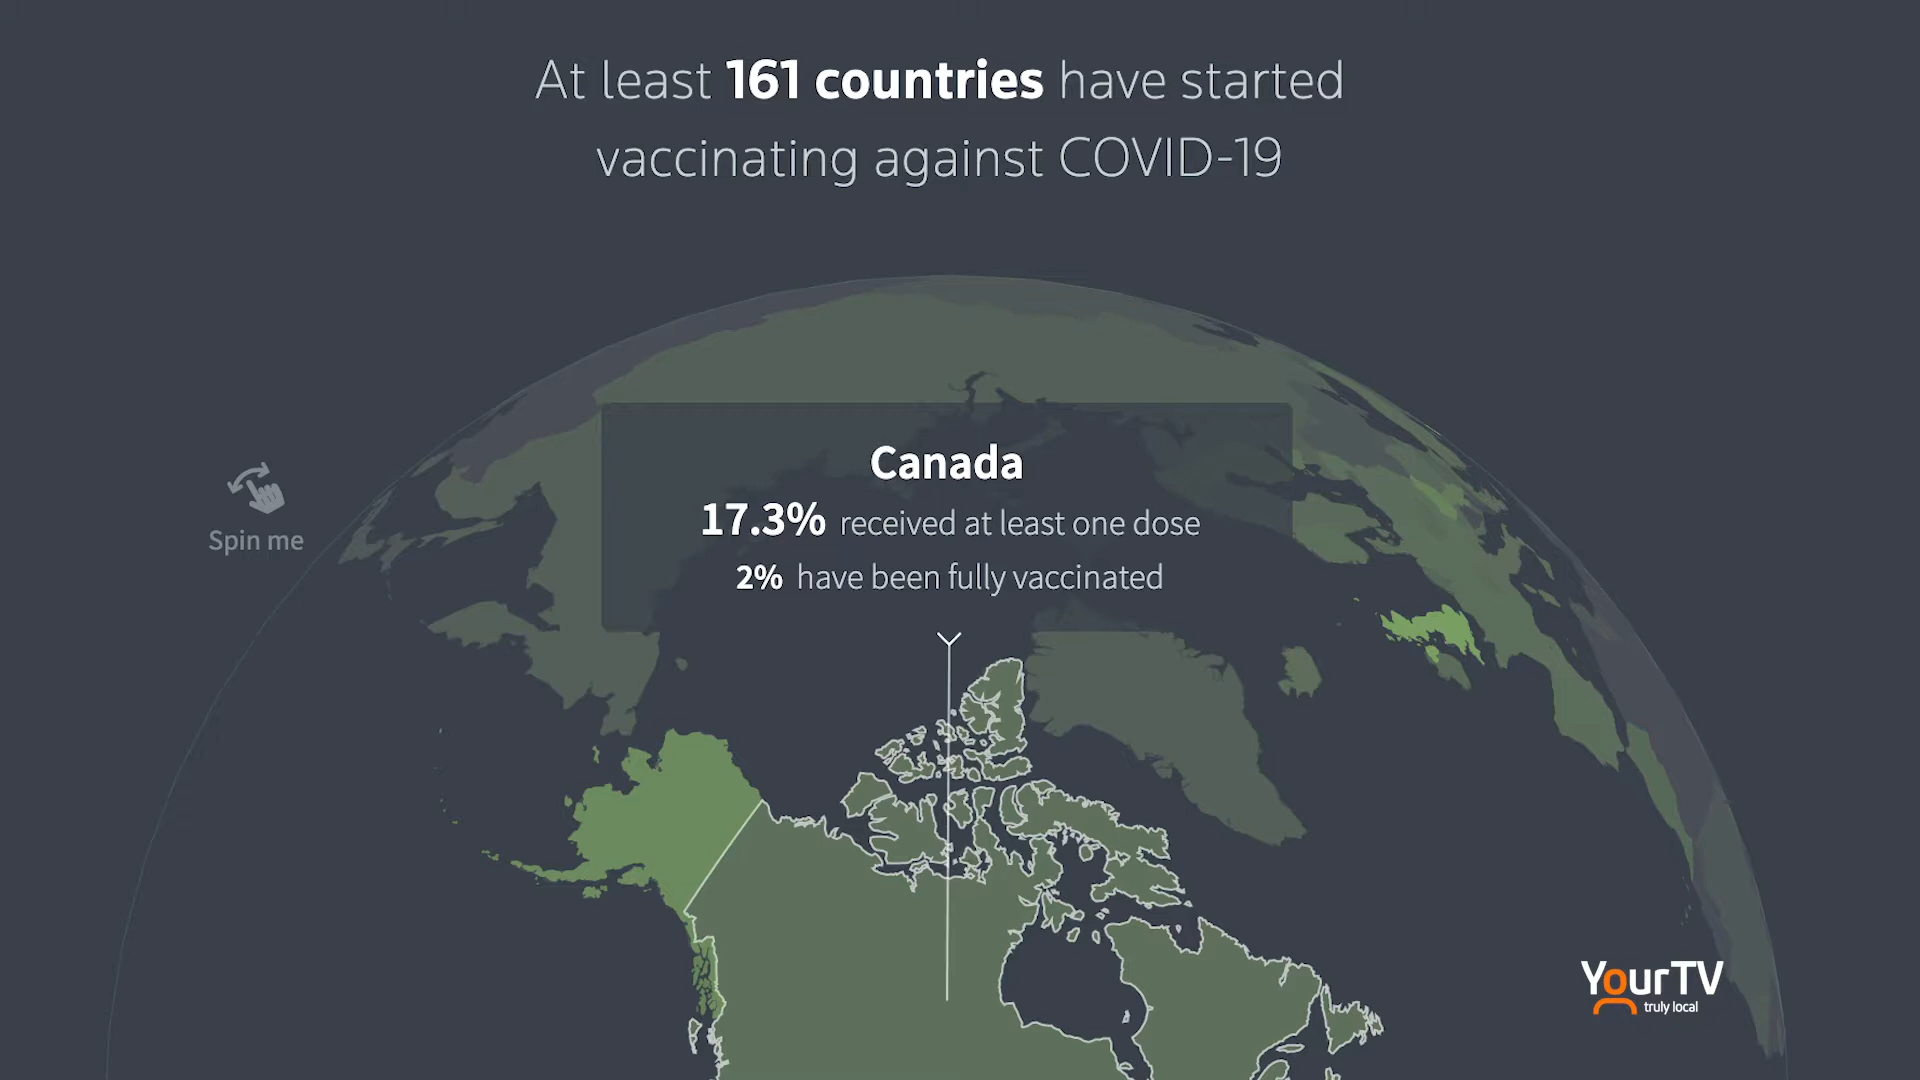 At least 161 countries have started
vaccinating against COVID-19
Canada
17.3% received at least one dose
2% have been fully vaccinated
Spin me
YourTV
truly local